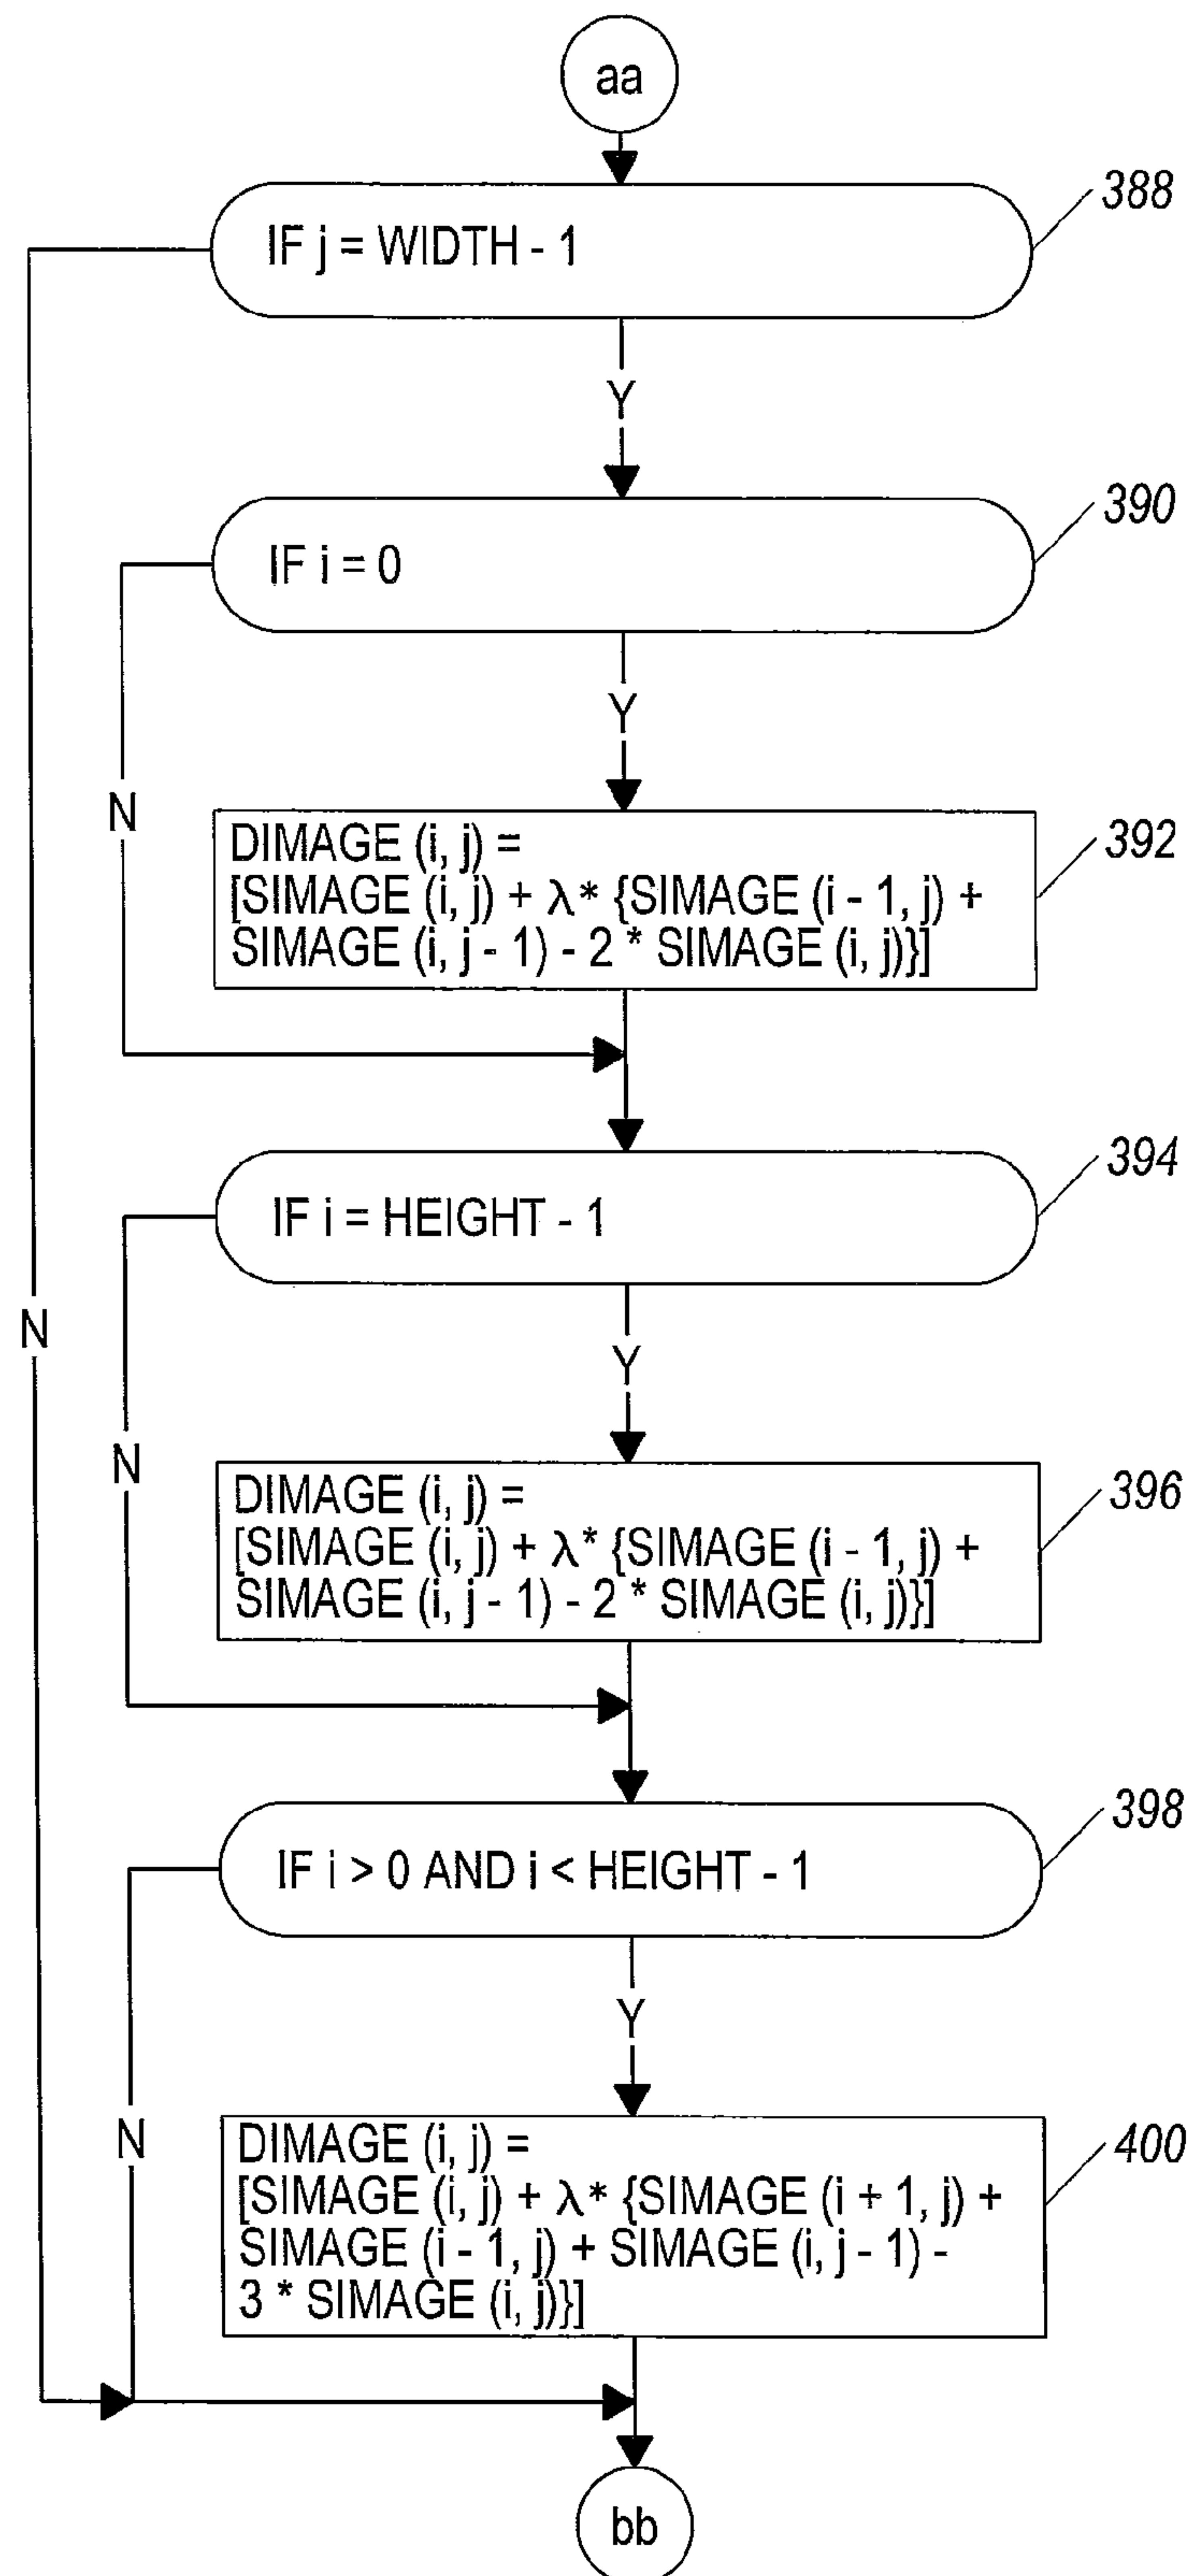 aa
388
IF j = WIDTH - 1
Y
390
IF i = 0
Y
N
392
DIMAGE (i, j) =
[SIMAGE (i, j) + λ* {SIMAGE (i - 1, j) +
SIMAGE (i, j - 1) - 2 * SIMAGE (i, j)}]
394
IF i = HEIGHT - 1
N
Y
N
396
DIMAGE (i, j) =
[SIMAGE (i, j) + λ* {SIMAGE (i - 1, j) +
SIMAGE (i, j - 1) - 2 * SIMAGE (i, j)}]
398
IF i > 0 AND i < HEIGHT - 1
Y
N
400
DIMAGE (i, j) =
[SIMAGE (i, j) + λ* {SIMAGE (i + 1, j) +
SIMAGE (i - 1, j) + SIMAGE (i, j - 1) -
3 * SIMAGE (i, j)}]
bb